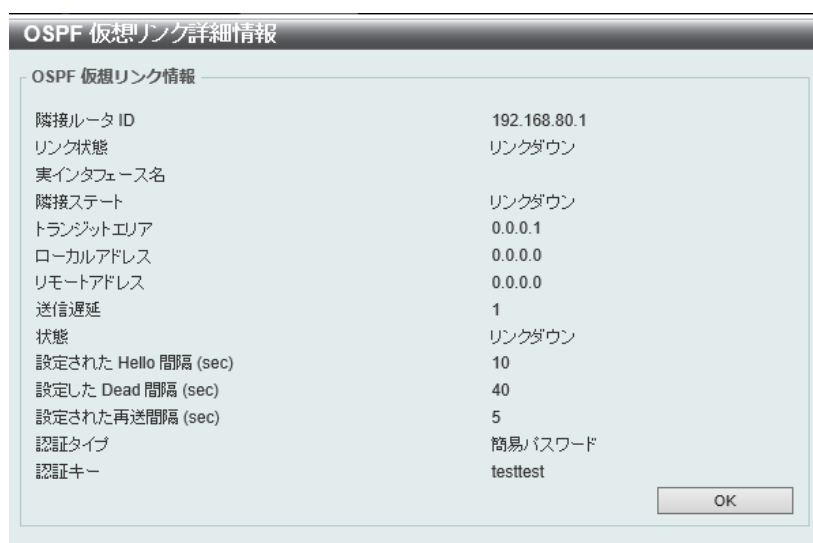 OSPF 仮想リンク詳細情報
OSPF 仮想リンク情報
隣接ルータ ID 192.168.80.1
リンク状態 リンクダウン
実インタフェース名
隣接ステート リンクダウン
トランジットエリア 0.0.0.1
ローカルアドレス 0.0.0.0
リモートアドレス 0.0.0.0
送信遅延 1
状態 リンクダウン
設定された Hello 間隔 (sec) 10
設定した Dead 間隔 (sec) 40
設定された再送間隔 (sec) 5
認証タイプ 簡易パスワード
認証キー testtest
OK